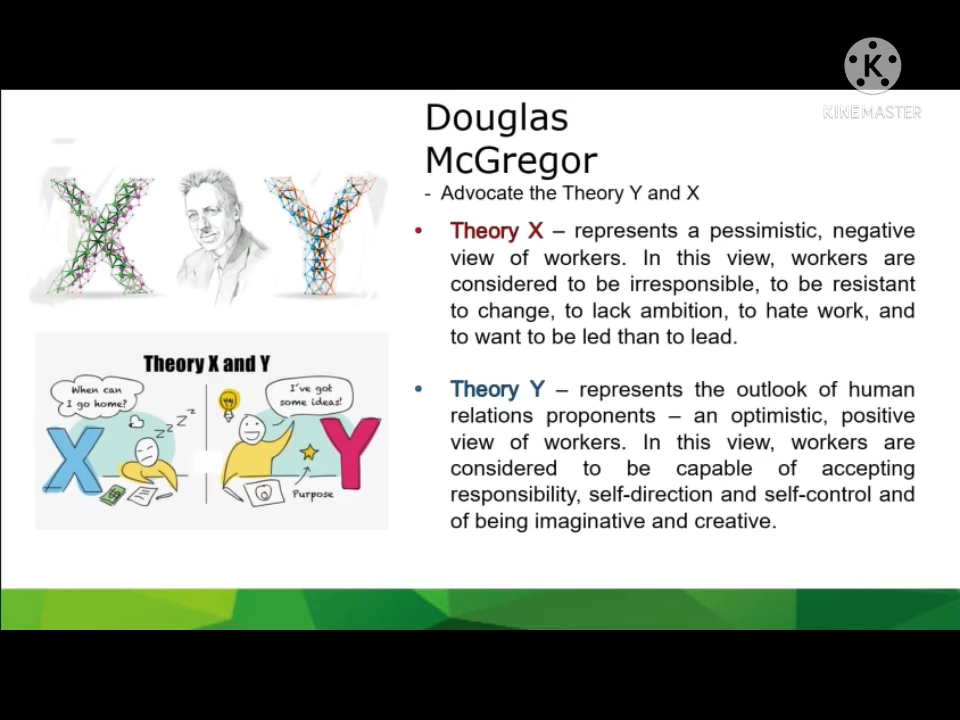 K
KINEMASTER
Douglas
McGregor
- Advocate the Theory Y and X
• Theory X – represents a pessimistic, negative
view of workers. In this view, workers are
considered to be irresponsible, to be resistant
to change, to lack ambition, to hate work, and
to want to be led than to lead.
• Theory Y – represents the outlook of human
relations proponents – an optimistic, positive
view of workers. In this view, workers are
considered to be capable of accepting
responsibility, self-direction and self-control and
of being imaginative and creative.
X
Y
Theory X and Y
When can
I go home?
zzz
I've got
some ideas!
X
Y
Purpose